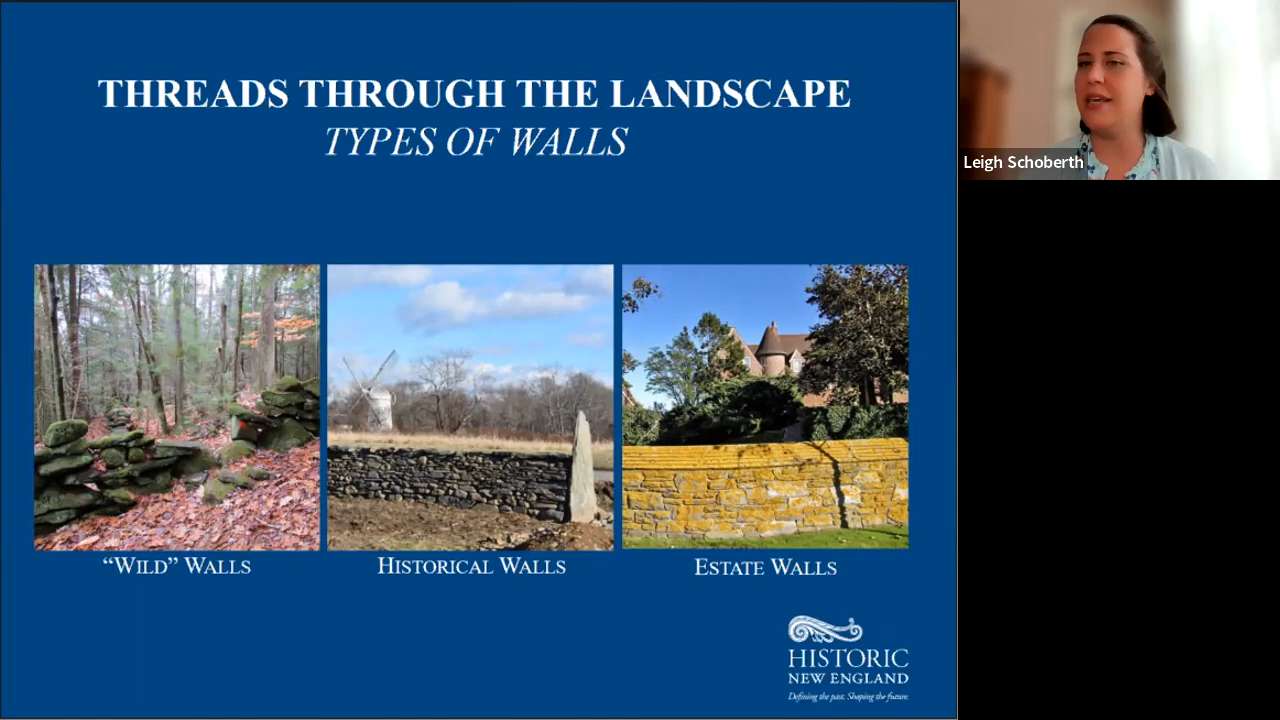 THREADS THROUGH THE LANDSCAPE
TYPES OF WALLS
Leigh Schoberth
“WILD” WALLS
HISTORICAL WALLS
ESTATE WALLS
HISTORIC
NEW ENGLAND
Defining the past. Shaping the future.